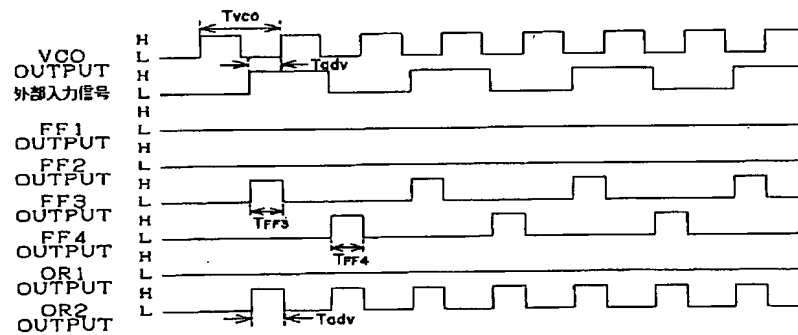 Tvco
H
VCO L
OUTPUT H Tadv
外部入力信号 L
H
FF1 L
OUTPUT H
FF2 L
OUTPUT H
FF3 L
OUTPUT H TFF3
FF4 L
OUTPUT H TFF4
OR1 L
OUTPUT H
OR2 L
OUTPUT Tadv